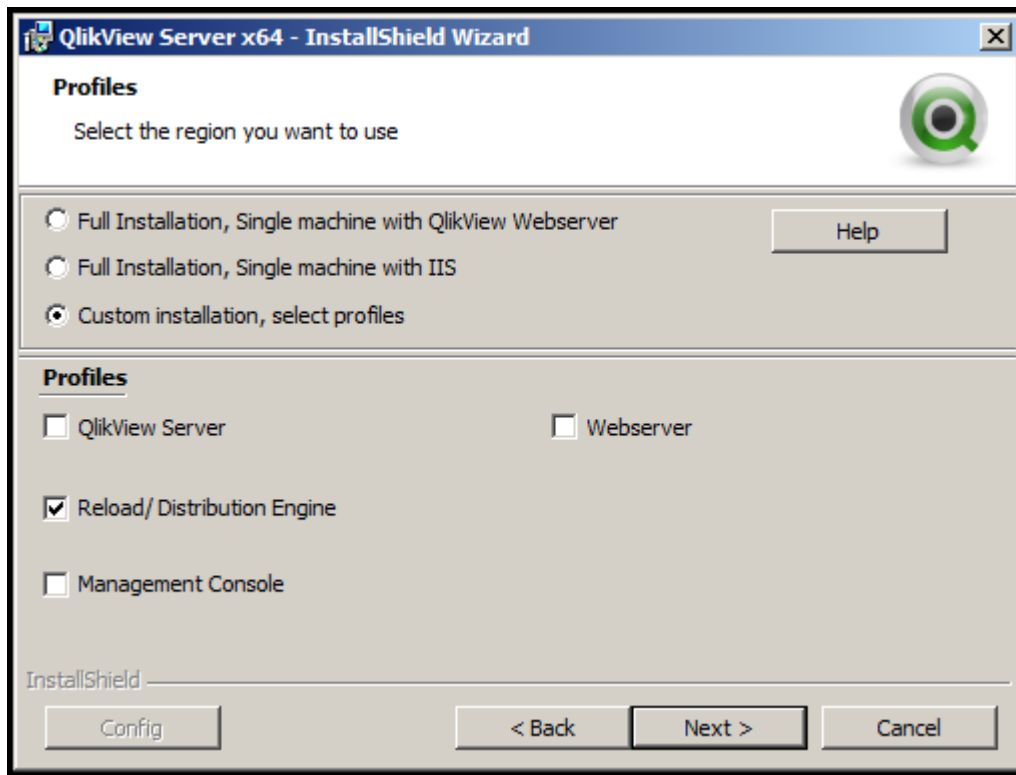 QlikView Server x64 - InstallShield Wizard
Profiles
Select the region you want to use
Full Installation, Single machine with QlikView Webserver
Help
Full Installation, Single machine with IIS
Custom installation, select profiles
Profiles
QlikView Server
Webserver
Reload/Distribution Engine
Management Console
InstallShield
Config
< Back
Next >
Cancel